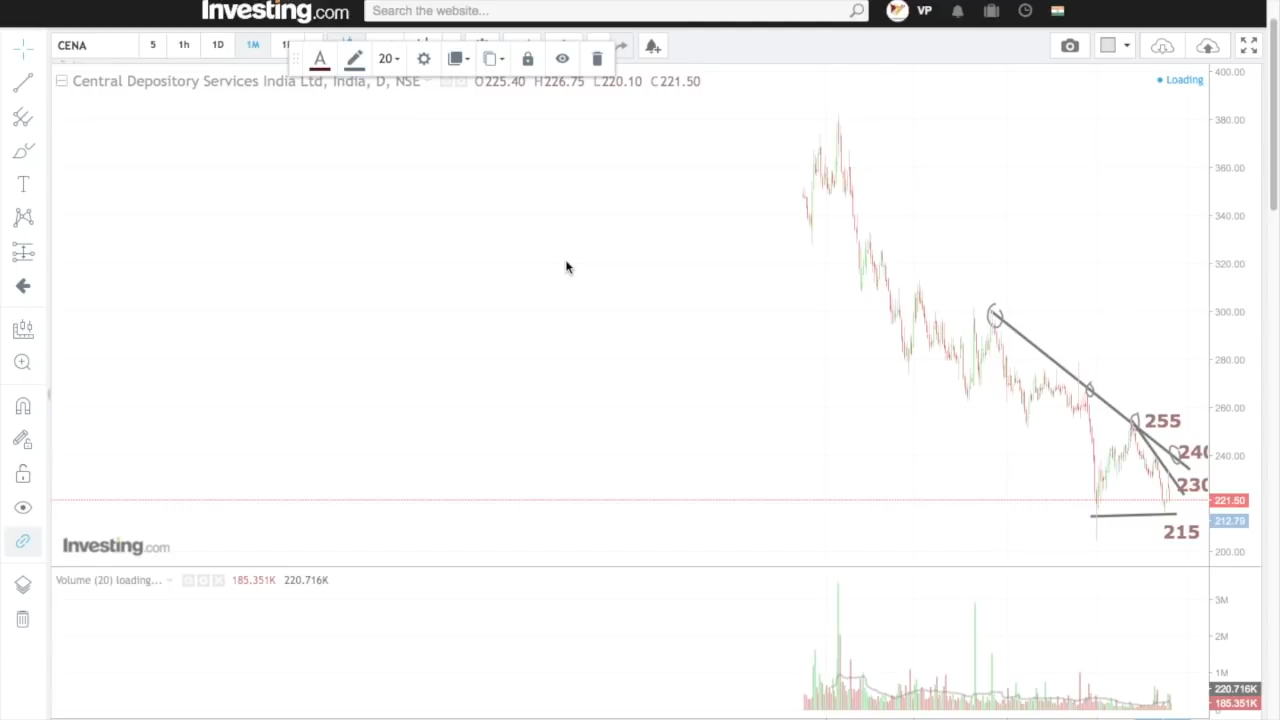 Investing.com
Search the website...
VP
CENA
5
1h
1D
1M
A
20
Central Depository Services India Ltd, India, D, NSE
O225.40 H226.75 L220.10 C221.50
Loading
400.00
380.00
360.00
340.00
320.00
300.00
280.00
260.00
255
240
240.00
230
221.50
212.79
215
200.00
Investing.com
Volume (20) loading...
185.351K
220.716K
3M
2M
1M
220.716K
185.351K